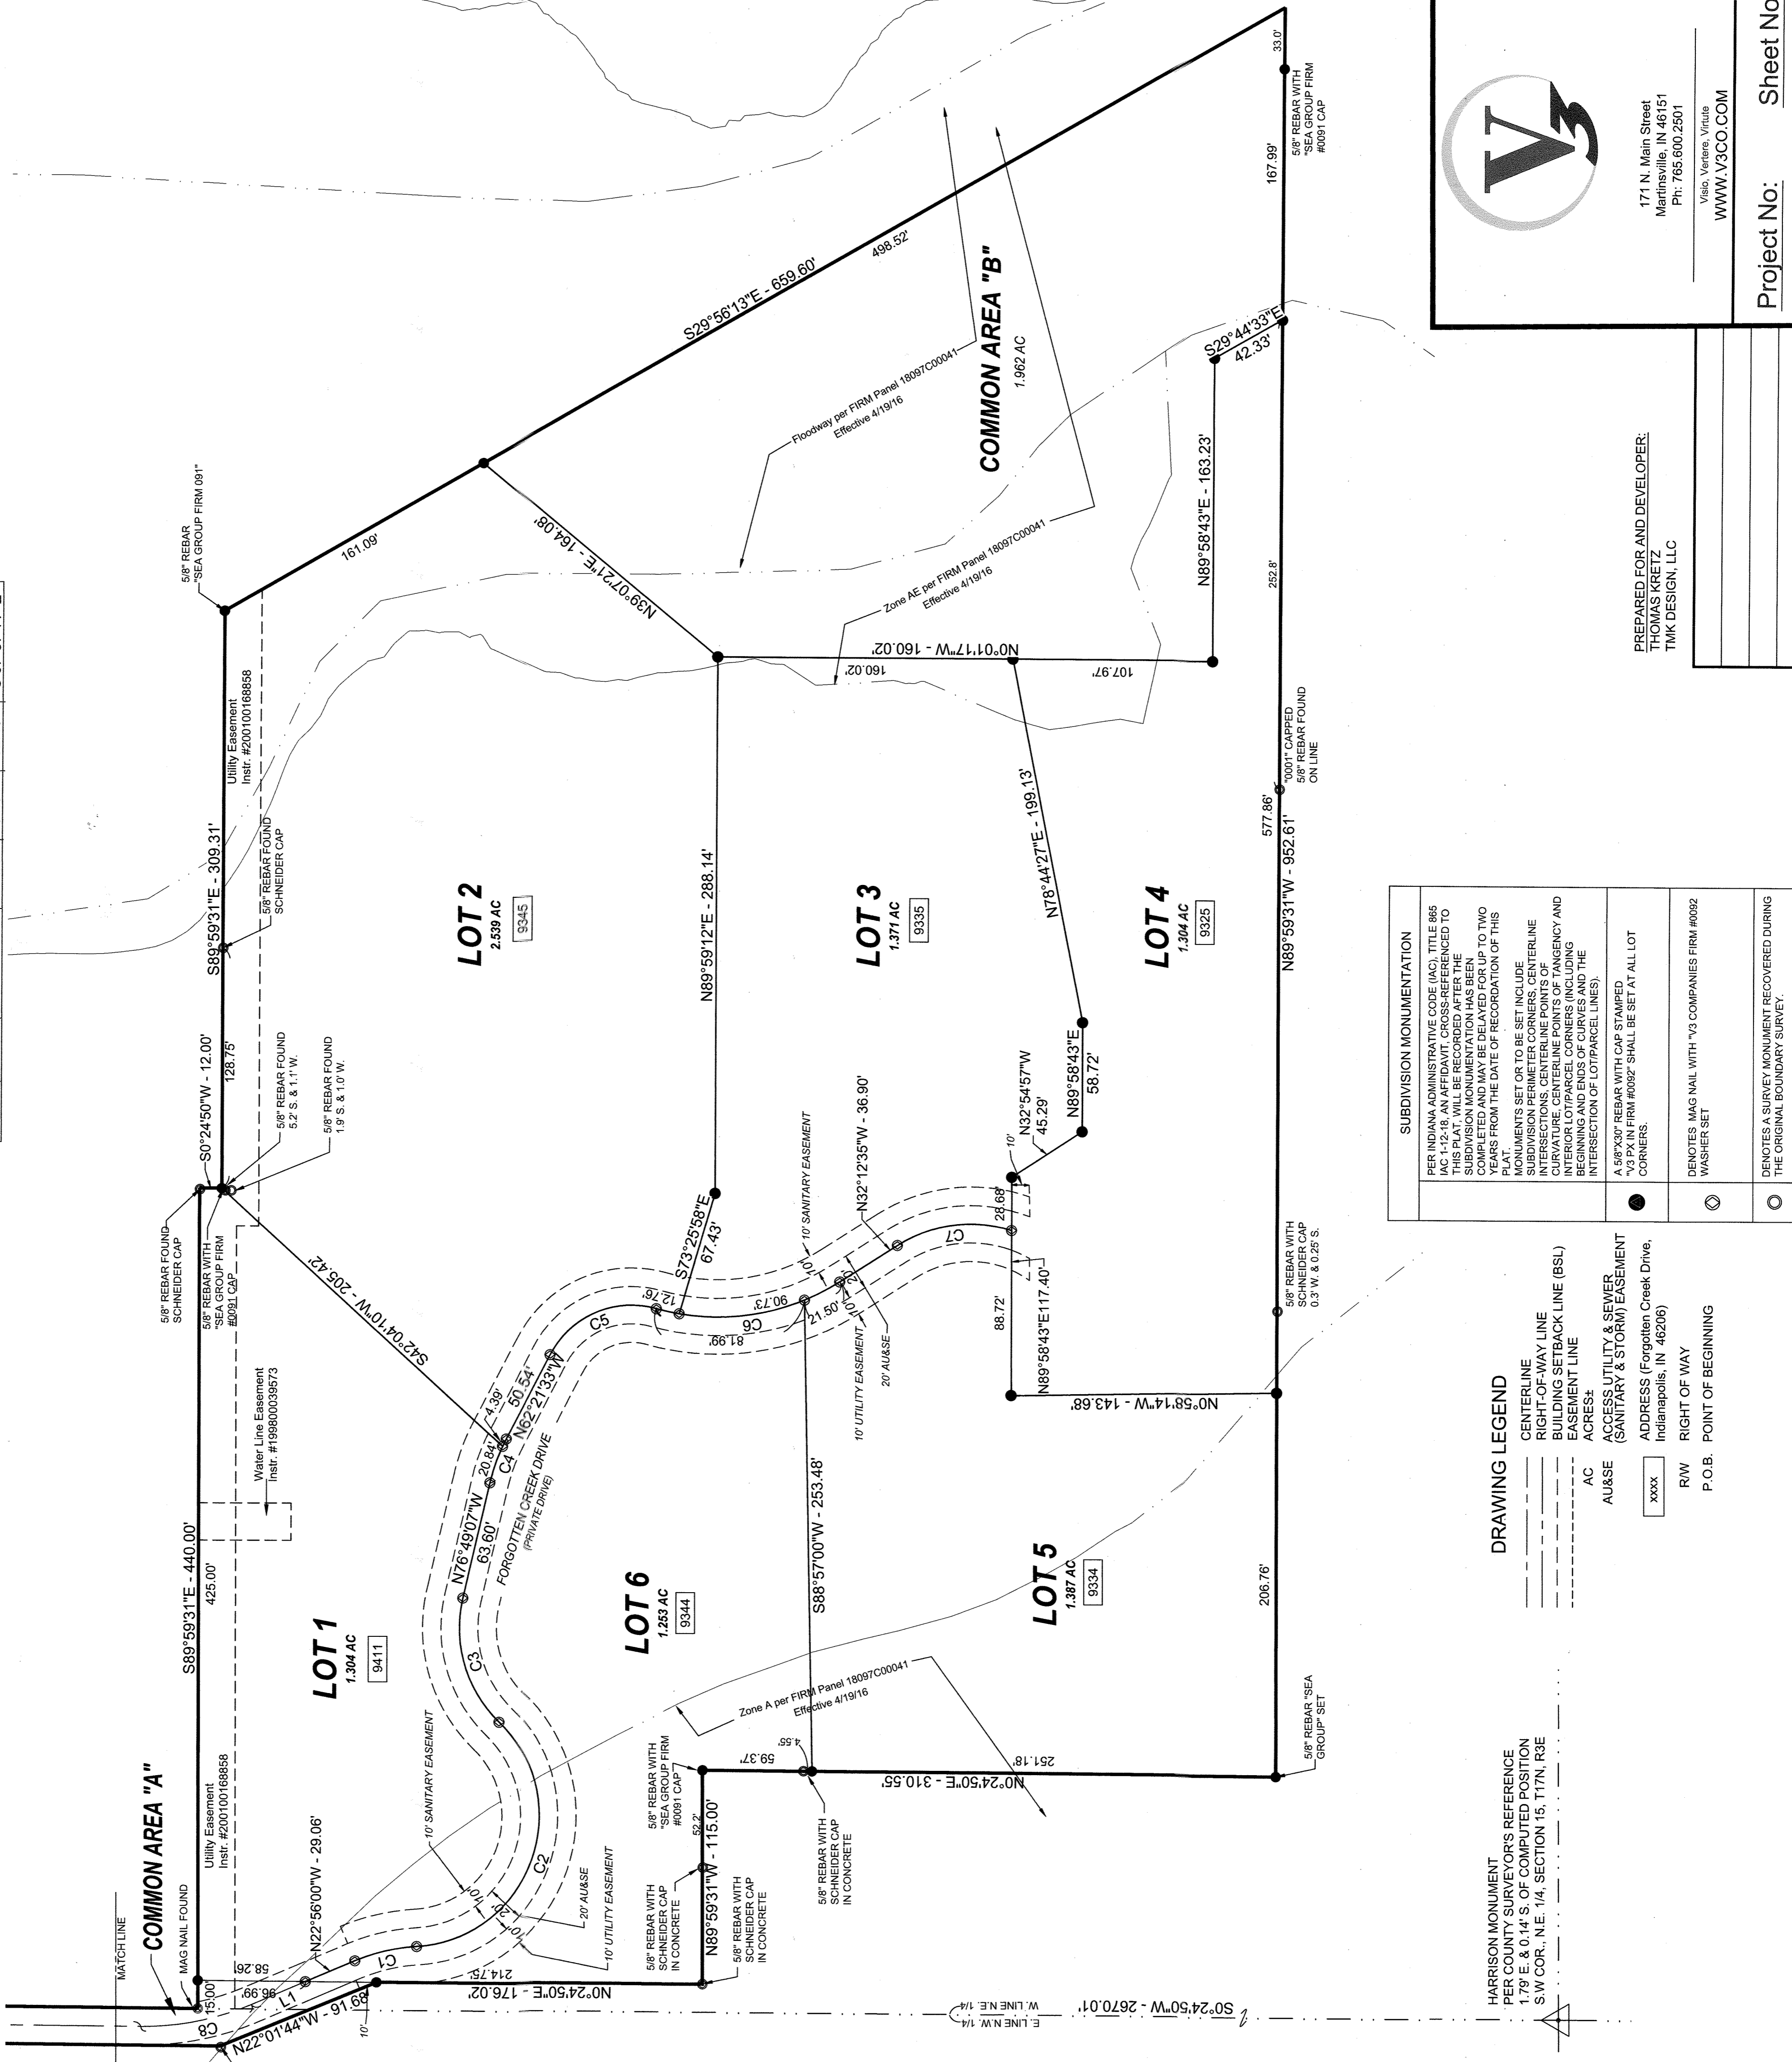 MATCH LINE
COMMON AREA "A"
MAG NAIL FOUND
15.00'
C8
L1
58.26'
96.99'
N22°01'44"W - 91.68'
10'
N22°56'00"W - 29.06'
C1
Utility Easement
Instr. #200100168858
S89°59'31"E - 440.00'
425.00'
Water Line Easement
Instr. #199800039573
5/8" REBAR FOUND
SCHNEIDER CAP
5/8" REBAR WITH
"SEA GROUP FIRM
#0091 CAP
S0°24'50"W - 12.00'
128.75'
5/8" REBAR FOUND
5.2' S. & 1.1' W.
5/8" REBAR FOUND
1.9' S. & 1.0' W.
S89°59'31"E - 309.31'
5/8" REBAR FOUND
SCHNEIDER CAP
Utility Easement
Instr. #200100168858
5/8" REBAR
"SEA GROUP FIRM 091"
161.09'
S29°56'13"E - 659.60'
498.52'
LOT 1
1.304 AC
9411
10' SANITARY EASEMENT
C2
C3
10'
20'
10'
20' AU&SE
10' UTILITY EASEMENT
N76°49'07"W
63.60'
C4
20.84'
4.39'
50.54'
N62°21'33"W
FORGOTTEN CREEK DRIVE
(PRIVATE DRIVE)
S42°04'10"W - 205.42'
C5
12.76'
S73°25'58"E
67.43'
C6
90.73'
81.99'
21.50'
10'
20'
10'
10' SANITARY EASEMENT
N32°12'35"W - 36.90'
C7
10' UTILITY EASEMENT
20' AU&SE
LOT 2
2.539 AC
9345
N89°59'12"E - 288.14'
N39°07'21"E - 164.08'
LOT 3
1.371 AC
9335
N0°01'17"W - 160.02'
160.02'
107.97'
Floodway per FIRM Panel 18097C00041
Effective 4/19/16
Zone AE per FIRM Panel 18097C00041
Effective 4/19/16
COMMON AREA "B"
1.962 AC
N89°58'43"E - 163.23'
S29°44'33"E
42.33'
N78°44'27"E - 199.13'
N89°58'43"E
58.72'
N32°54'57"W
45.29'
10'
28.68'
88.72'
N89°58'43"E117.40'
LOT 4
1.304 AC
9325
N0°58'14"W - 143.68'
LOT 6
1.253 AC
9344
S88°57'00"W - 253.48'
LOT 5
1.387 AC
9334
Zone A per FIRM Panel 18097C00041
Effective 4/19/16
214.75'
N0°24'50"E - 176.02'
5/8" REBAR WITH
SCHNEIDER CAP
IN CONCRETE
5/8" REBAR WITH
"SEA GROUP FIRM
#0091 CAP
52.2'
N89°59'31"W - 115.00'
5/8" REBAR WITH
SCHNEIDER CAP
IN CONCRETE
59.37'
4.55'
5/8" REBAR WITH
SCHNEIDER CAP
IN CONCRETE
251.18'
N0°24'50"E - 310.55'
5/8" REBAR "SEA
GROUP" SET
206.76'
5/8" REBAR WITH
SCHNEIDER CAP
0.3' W. & 0.25' S.
577.86'
N89°59'31"W - 952.61'
"0001" CAPPED
5/8" REBAR FOUND
ON LINE
252.8'
167.99'
5/8" REBAR WITH
"SEA GROUP FIRM
#0091 CAP
33.0'
E. LINE N.W. 1/4
W. LINE N.E. 1/4
S0°24'50"W - 2670.01'
HARRISON MONUMENT
PER COUNTY SURVEYOR'S REFERENCE
1.79' E. & 0.14' S. OF COMPUTED POSITION
S.W COR., N.E. 1/4, SECTION 15, T17N, R3E
DRAWING LEGEND
CENTERLINE
RIGHT-OF-WAY LINE
BUILDING SETBACK LINE (BSL)
EASEMENT LINE
AC ACRES±
AU&SE ACCESS UTILITY & SEWER
(SANITARY & STORM) EASEMENT
xxxx ADDRESS (Forgotten Creek Drive,
Indianapolis, IN 46206)
R/W RIGHT OF WAY
P.O.B. POINT OF BEGINNING
SUBDIVISION MONUMENTATION
PER INDIANA ADMINISTRATIVE CODE (IAC), TITLE 865
IAC 1-12-18, AN AFFIDAVIT, CROSS-REFERENCED TO
THIS PLAT, WILL BE RECORDED AFTER THE
SUBDIVISION MONUMENTATION HAS BEEN
COMPLETED AND MAY BE DELAYED FOR UP TO TWO
YEARS FROM THE DATE OF RECORDATION OF THIS
PLAT.
MONUMENTS SET OR TO BE SET INCLUDE
SUBDIVISION PERIMETER CORNERS, CENTERLINE
INTERSECTIONS, CENTERLINE POINTS OF
CURVATURE, CENTERLINE POINTS OF TANGENCY AND
INTERIOR LOT/PARCEL CORNERS (INCLUDING
BEGINNING AND ENDS OF CURVES AND THE
INTERSECTION OF LOT/PARCEL LINES).
A 5/8"X30" REBAR WITH CAP STAMPED
"V3 PX IN FIRM #0092" SHALL BE SET AT ALL LOT
CORNERS.
DENOTES MAG NAIL WITH "V3 COMPANIES FIRM #0092
WASHER SET
DENOTES A SURVEY MONUMENT RECOVERED DURING
THE ORIGINAL BOUNDARY SURVEY.
PREPARED FOR AND DEVELOPER:
THOMAS KRETZ
TMK DESIGN, LLC
V3
171 N. Main Street
Martinsville, IN 46151
Ph: 765.600.2501
Visio, Vertere, Virtute
WWW.V3CO.COM
Project No:
Sheet No